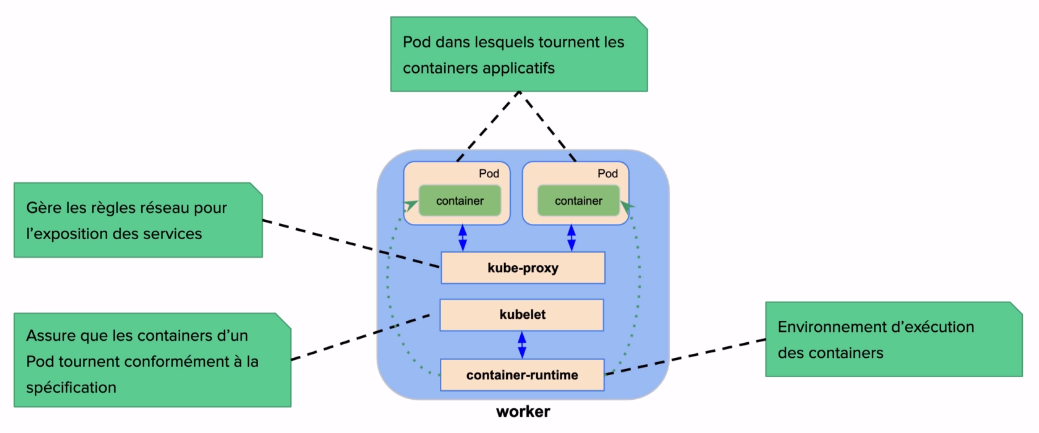 Pod dans lesquels tournent les
containers applicatifs
Pod
Pod
container
container
Gère les règles réseau pour
l'exposition des services
kube-proxy
kubelet
Assure que les containers d'un
Pod tournent conformément à la
spécification
Environnement d'exécution
des containers
container-runtime
worker